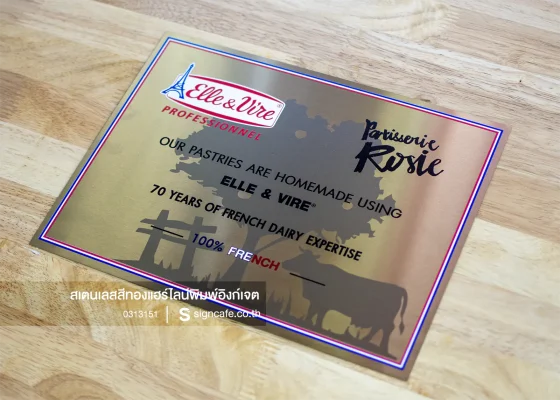 Elle & Vire®
PROFESSIONNEL
Patisserie
Rosie
OUR PASTRIES ARE HOMEMADE USING
ELLE & VIRE®
70 YEARS OF FRENCH DAIRY EXPERTISE
100% FRENCH
สเตนเลสสีทองแฮร์ไลน์พิมพ์อิงก์เจต
0313151 | S signcafe.co.th